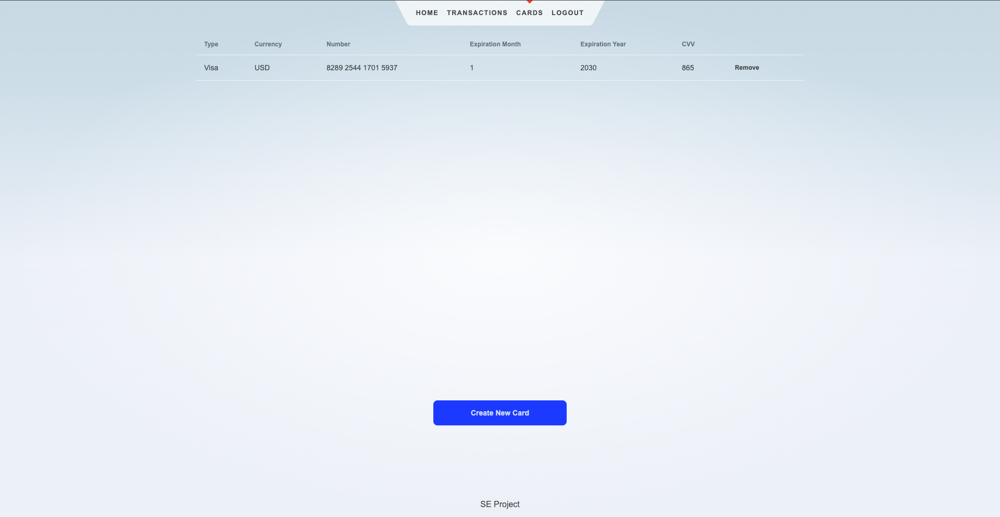 HOME TRANSACTIONS CARDS LOGOUT
Type Currency Number Expiration Month Expiration Year CVV
Visa USD 8289 2544 1701 5937 1 2030 865 Remove
Create New Card
SE Project